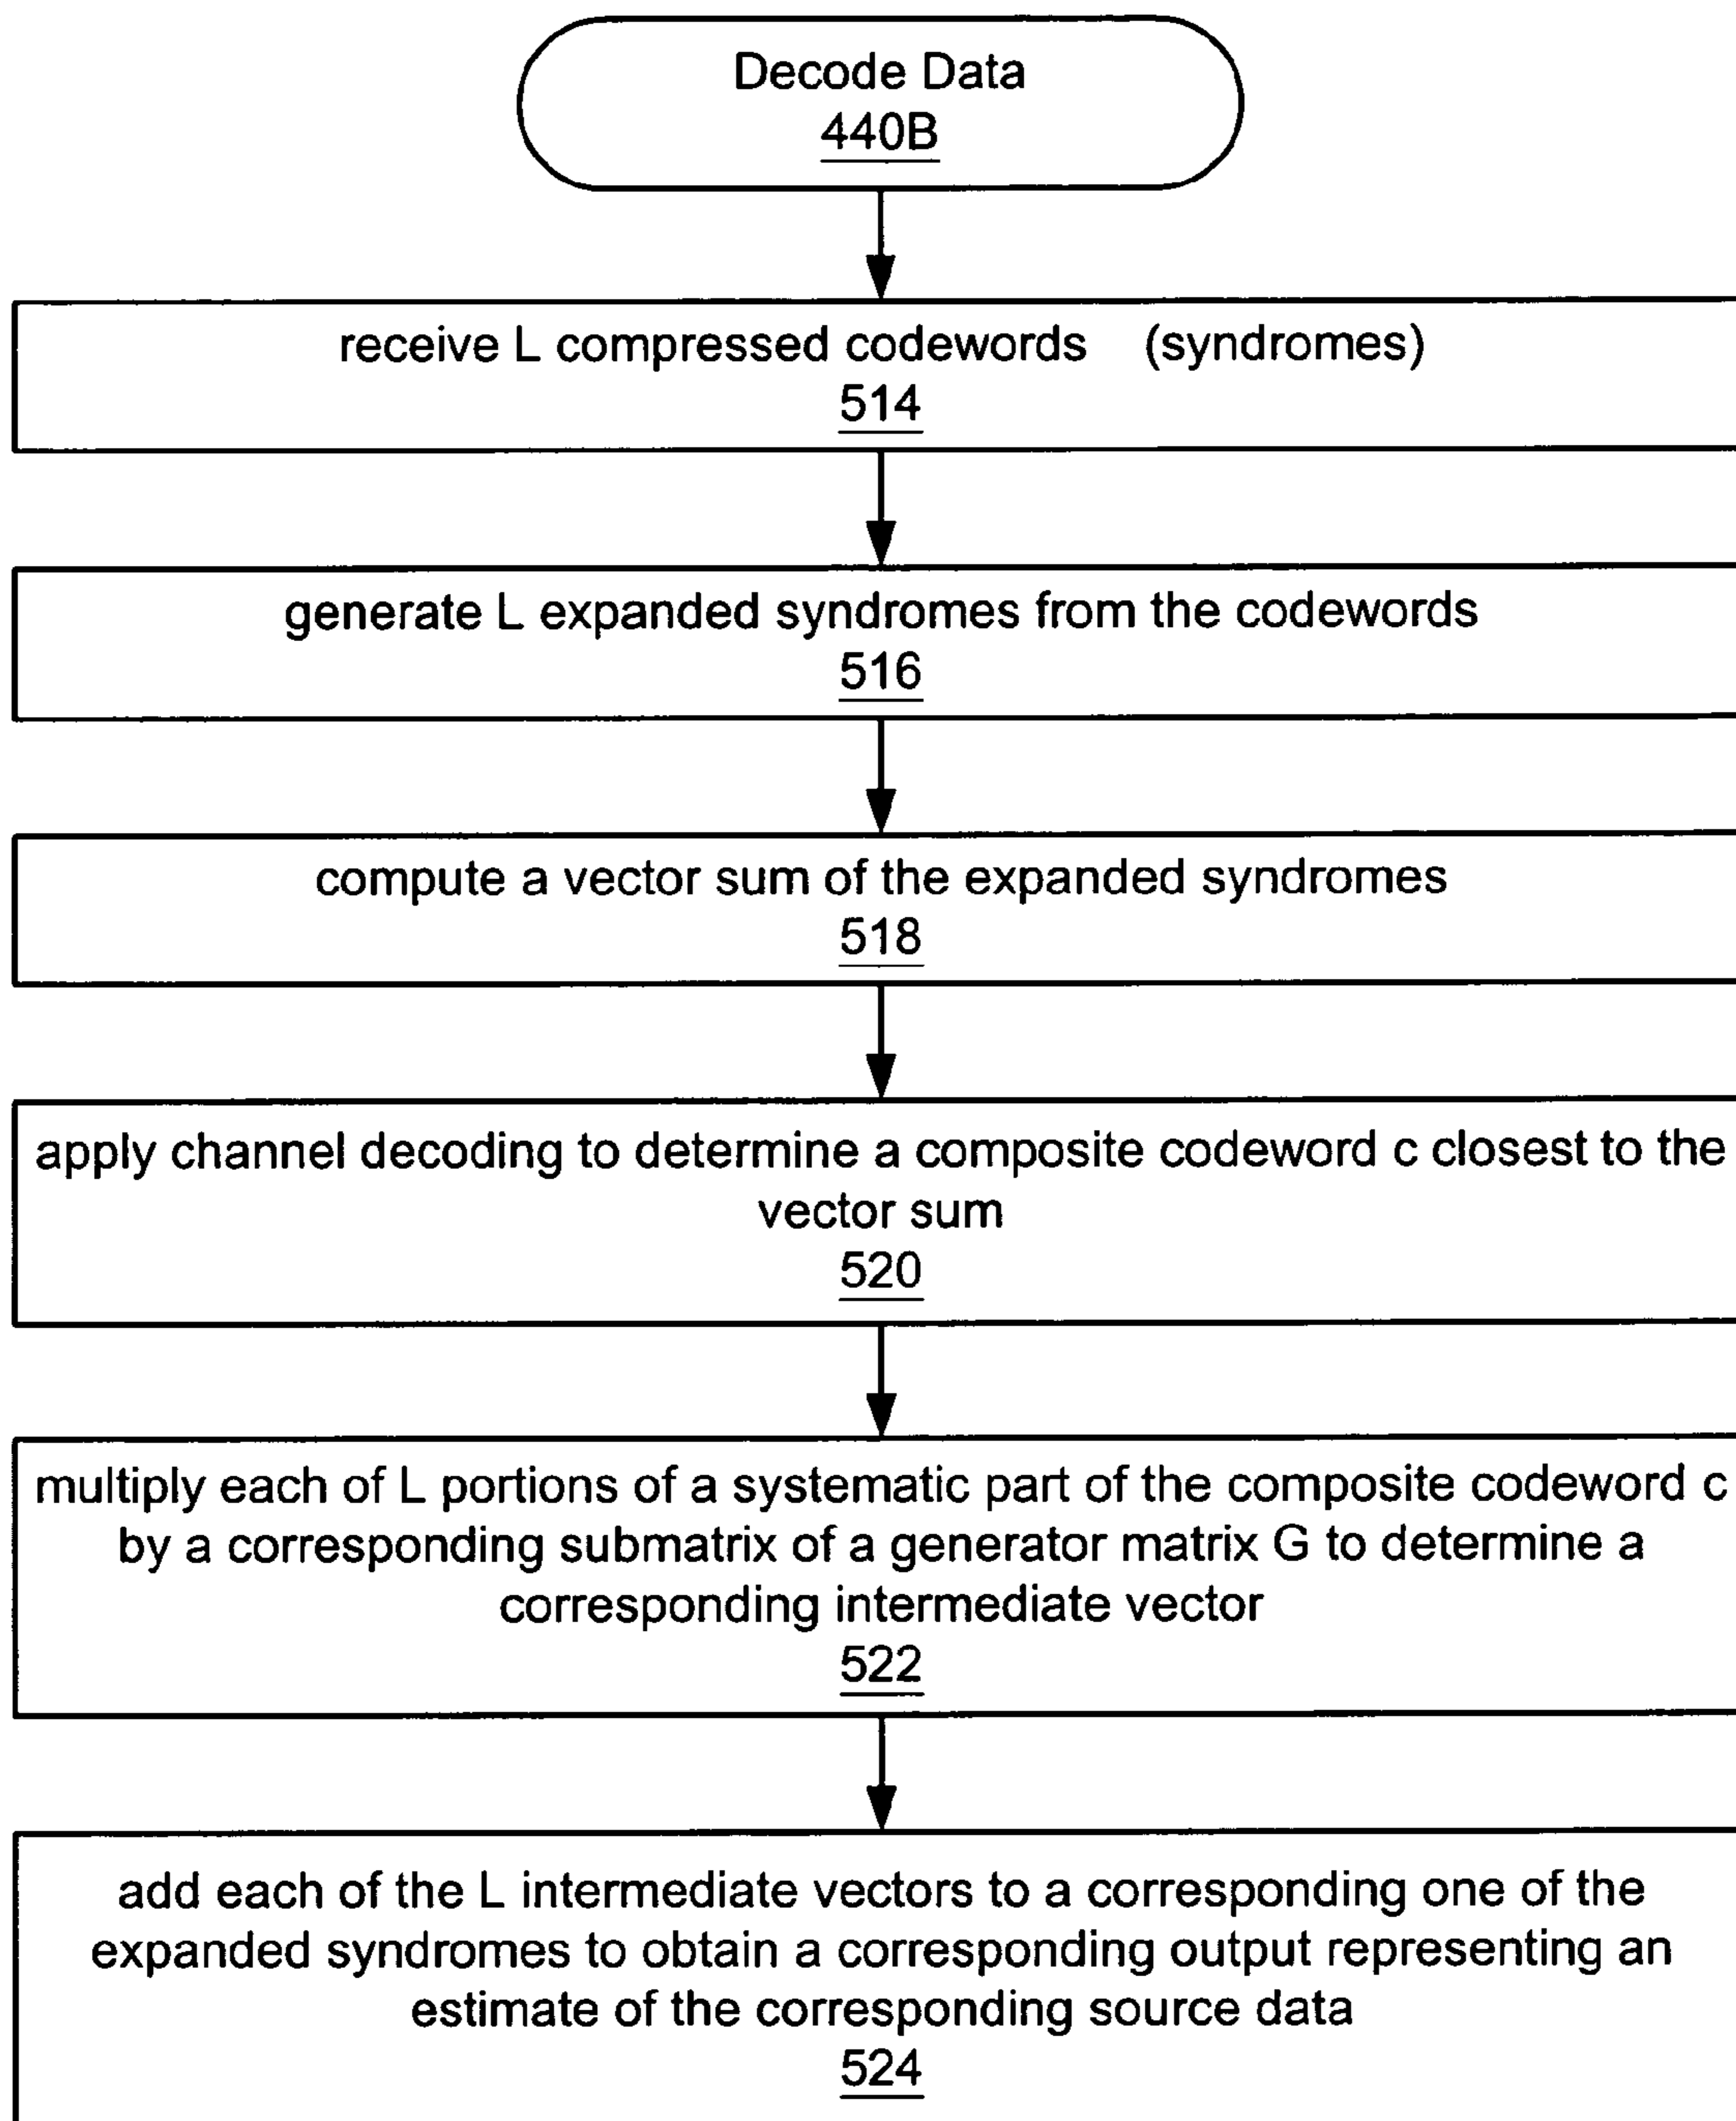 Decode Data
440B
receive L compressed codewords (syndromes)
514
generate L expanded syndromes from the codewords
516
compute a vector sum of the expanded syndromes
518
apply channel decoding to determine a composite codeword c closest to the
vector sum
520
multiply each of L portions of a systematic part of the composite codeword c
by a corresponding submatrix of a generator matrix G to determine a
corresponding intermediate vector
522
add each of the L intermediate vectors to a corresponding one of the
expanded syndromes to obtain a corresponding output representing an
estimate of the corresponding source data
524